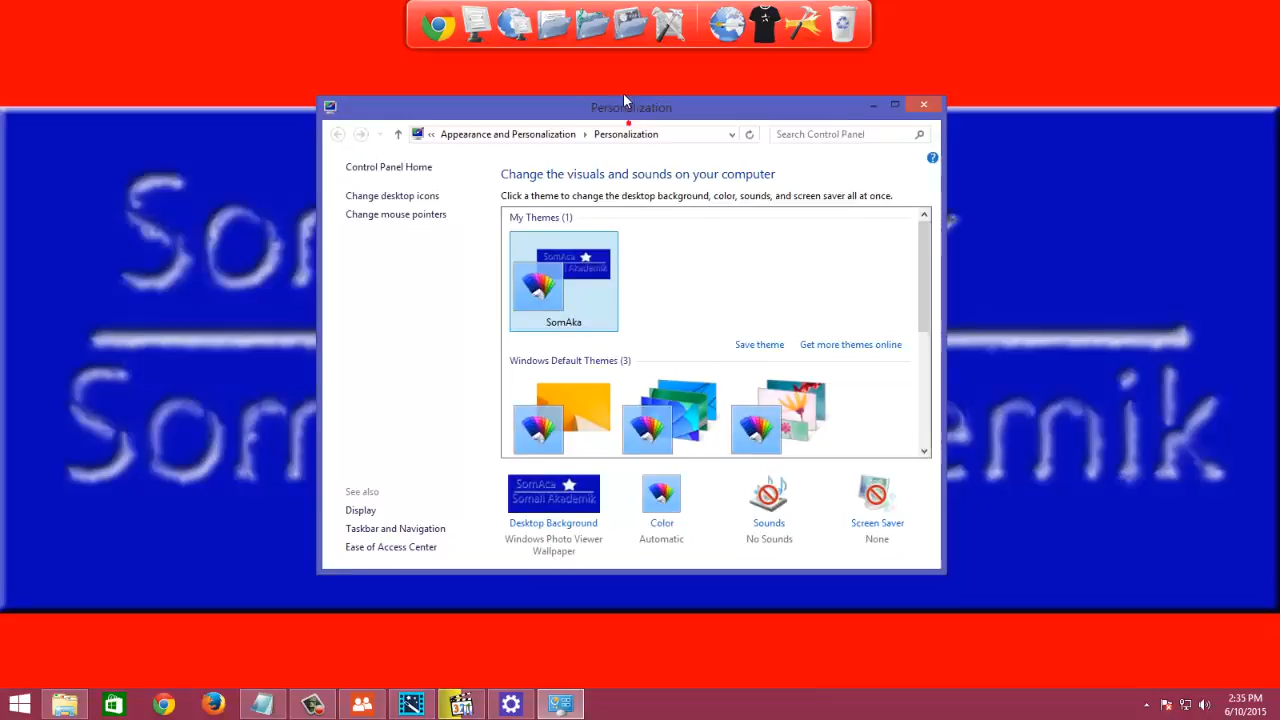 Personalization
Appearance and Personalization
Personalization
Search Control Panel
Control Panel Home
Change desktop icons
Change mouse pointers
Change the visuals and sounds on your computer
Click a theme to change the desktop background, color, sounds, and screen saver all at once.
My Themes (1)
SomAca
SomAka
Save theme
Get more themes online
Windows Default Themes (3)
See also
Display
Taskbar and Navigation
Ease of Access Center
SomAca
Somali Akademik
Desktop Background
Windows Photo Viewer
Wallpaper
Color
Automatic
Sounds
No Sounds
Screen Saver
None
2:35 PM
6/10/2015